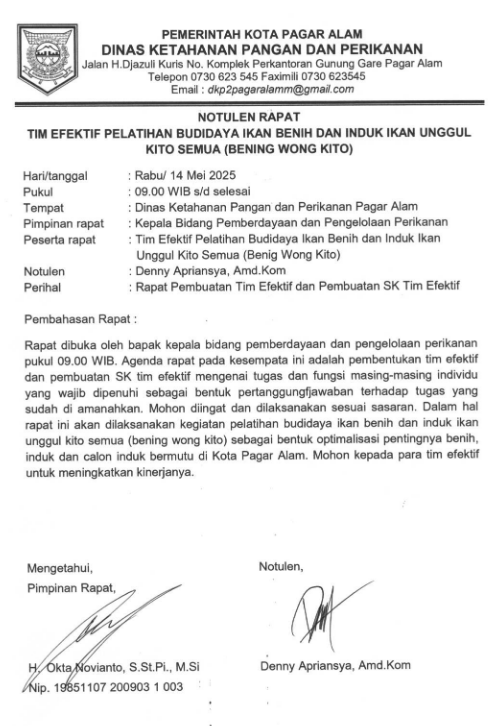 PEMERINTAH KOTA PAGAR ALAM
DINAS KETAHANAN PANGAN DAN PERIKANAN
Jalan H.Djazuli Kuris No. Komplek Perkantoran Gunung Gare Pagar Alam
Telepon 0730 623 545 Faximili 0730 623545
Email : dkp2pagaralamm@gmail.com
NOTULEN RAPAT
TIM EFEKTIF PELATIHAN BUDIDAYA IKAN BENIH DAN INDUK IKAN UNGGUL
KITO SEMUA (BENING WONG KITO)
Hari/tanggal : Rabu/ 14 Mei 2025
Pukul : 09.00 WIB s/d selesai
Tempat : Dinas Ketahanan Pangan dan Perikanan Pagar Alam
Pimpinan rapat : Kepala Bidang Pemberdayaan dan Pengelolaan Perikanan
Peserta rapat : Tim Efektif Pelatihan Budidaya Ikan Benih dan Induk Ikan
Unggul Kito Semua (Benig Wong Kito)
Notulen : Denny Apriansya, Amd.Kom
Perihal : Rapat Pembuatan Tim Efektif dan Pembuatan SK Tim Efektif
Pembahasan Rapat :
Rapat dibuka oleh bapak kepala bidang pemberdayaan dan pengelolaan perikanan
pukul 09.00 WIB. Agenda rapat pada kesempata ini adalah pembentukan tim efektif
dan pembuatan SK tim efektif mengenai tugas dan fungsi masing-masing individu
yang wajib dipenuhi sebagai bentuk pertanggungfjawaban terhadap tugas yang
sudah di amanahkan. Mohon diingat dan dilaksanakan sesuai sasaran. Dalam hal
rapat ini akan dilaksanakan kegiatan pelatihan budidaya ikan benih dan induk ikan
unggul kito semua (bening wong kito) sebagai bentuk optimalisasi pentingnya benih,
induk dan calon induk bermutu di Kota Pagar Alam. Mohon kepada para tim efektif
untuk meningkatkan kinerjanya.
Mengetahui,
Pimpinan Rapat,
H. Okta Novianto, S.St.Pi., M.Si
Nip. 19851107 200903 1 003
Notulen,
Denny Apriansya, Amd.Kom